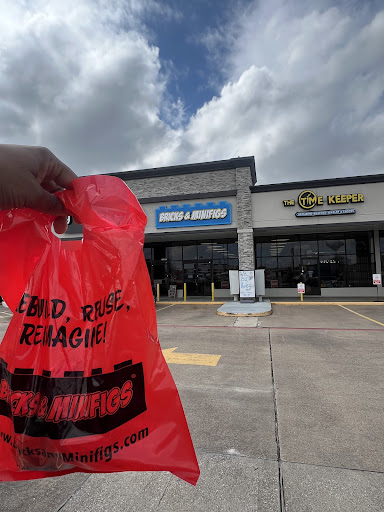 BRICKS & MINIFIGS
THE TIME KEEPER
REBUILD, REUSE,
REIMAGINE!
BRICKS & MINIFIGS
www.BricksandMinifigs.com